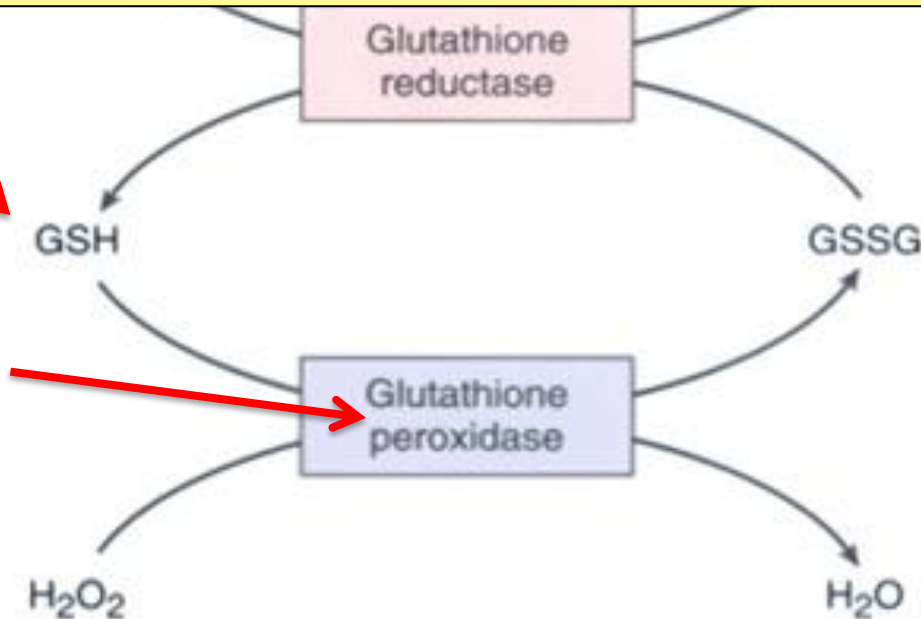 Glutathione
reductase
GSH
GSSG
Glutathione
peroxidase
H₂O₂
H₂O